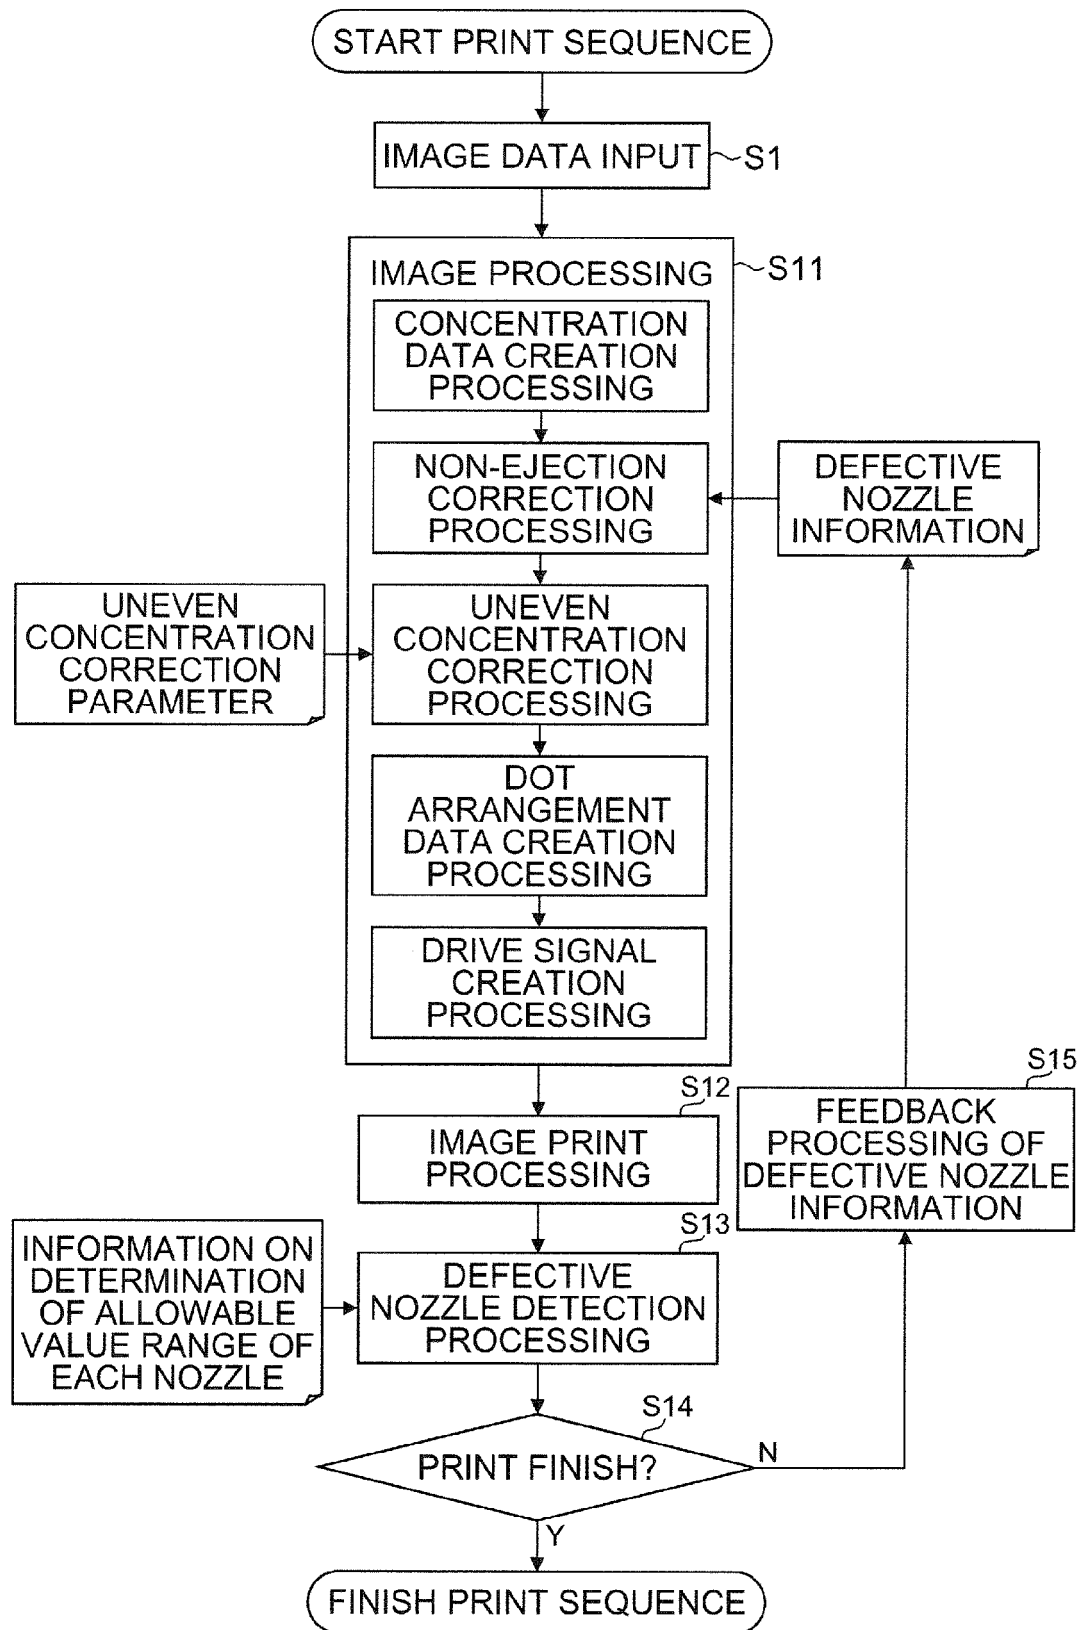 START PRINT SEQUENCE
IMAGE DATA INPUT
S1
IMAGE PROCESSING
S11
CONCENTRATION
DATA CREATION
PROCESSING
NON-EJECTION
CORRECTION
PROCESSING
DEFECTIVE
NOZZLE
INFORMATION
UNEVEN
CONCENTRATION
CORRECTION
PARAMETER
UNEVEN
CONCENTRATION
CORRECTION
PROCESSING
DOT
ARRANGEMENT
DATA CREATION
PROCESSING
DRIVE SIGNAL
CREATION
PROCESSING
S12
IMAGE PRINT
PROCESSING
S15
FEEDBACK
PROCESSING OF
DEFECTIVE NOZZLE
INFORMATION
INFORMATION ON
DETERMINATION
OF ALLOWABLE
VALUE RANGE OF
EACH NOZZLE
S13
DEFECTIVE
NOZZLE DETECTION
PROCESSING
S14
PRINT FINISH?
N
Y
FINISH PRINT SEQUENCE